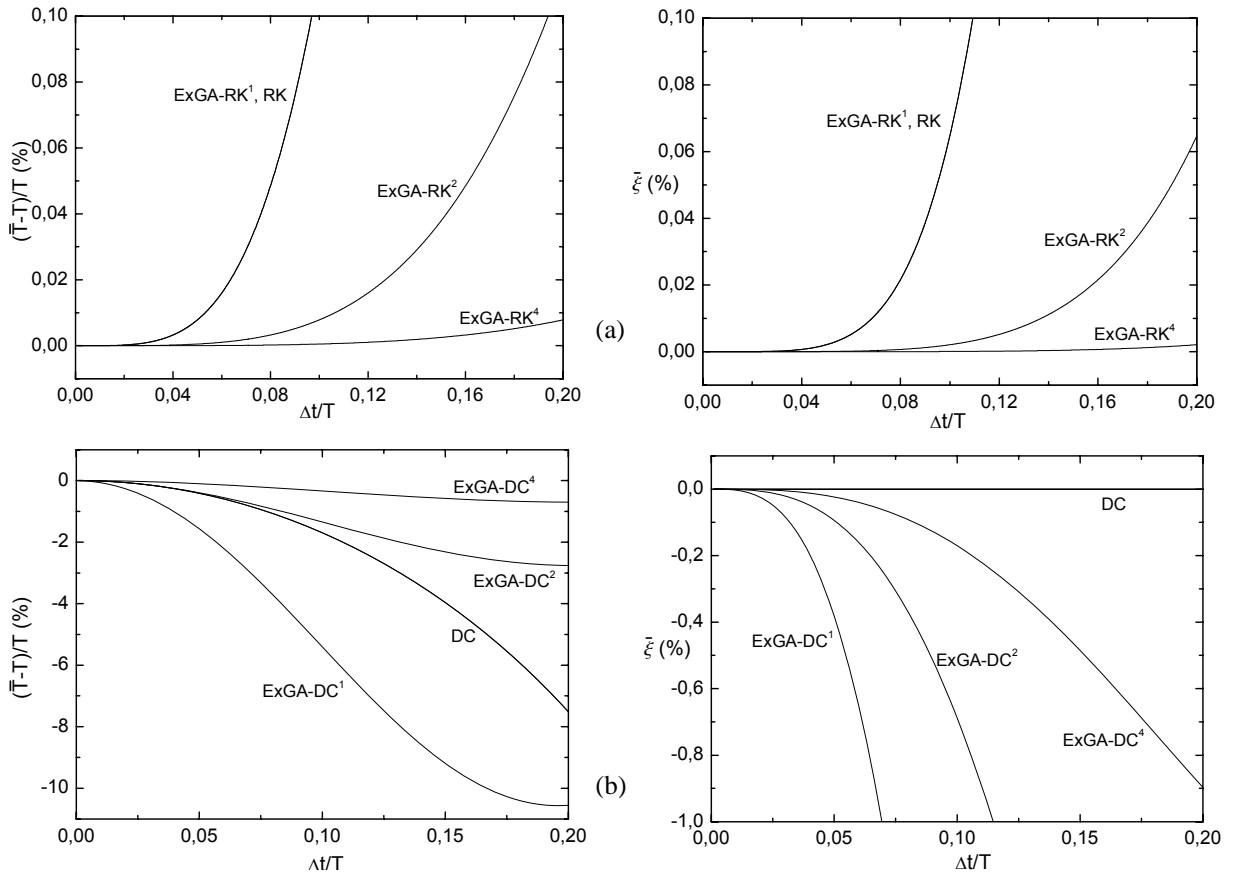 0,10
0,08
0,06
0,04
0,02
0,00
(T̅-T)/T (%)
ExGA-RK¹, RK
ExGA-RK²
ExGA-RK⁴
0,00 0,04 0,08 0,12 0,16 0,20
Δt/T
(a)
0,10
0,08
0,06
0,04
0,02
0,00
ξ̄ (%)
ExGA-RK¹, RK
ExGA-RK²
ExGA-RK⁴
0,00 0,04 0,08 0,12 0,16 0,20
Δt/T
0
-2
-4
-6
-8
-10
(T̅-T)/T (%)
ExGA-DC⁴
ExGA-DC²
DC
ExGA-DC¹
0,00 0,05 0,10 0,15 0,20
Δt/T
(b)
0,0
-0,2
-0,4
-0,6
-0,8
-1,0
ξ̄ (%)
DC
ExGA-DC¹
ExGA-DC²
ExGA-DC⁴
0,00 0,05 0,10 0,15 0,20
Δt/T